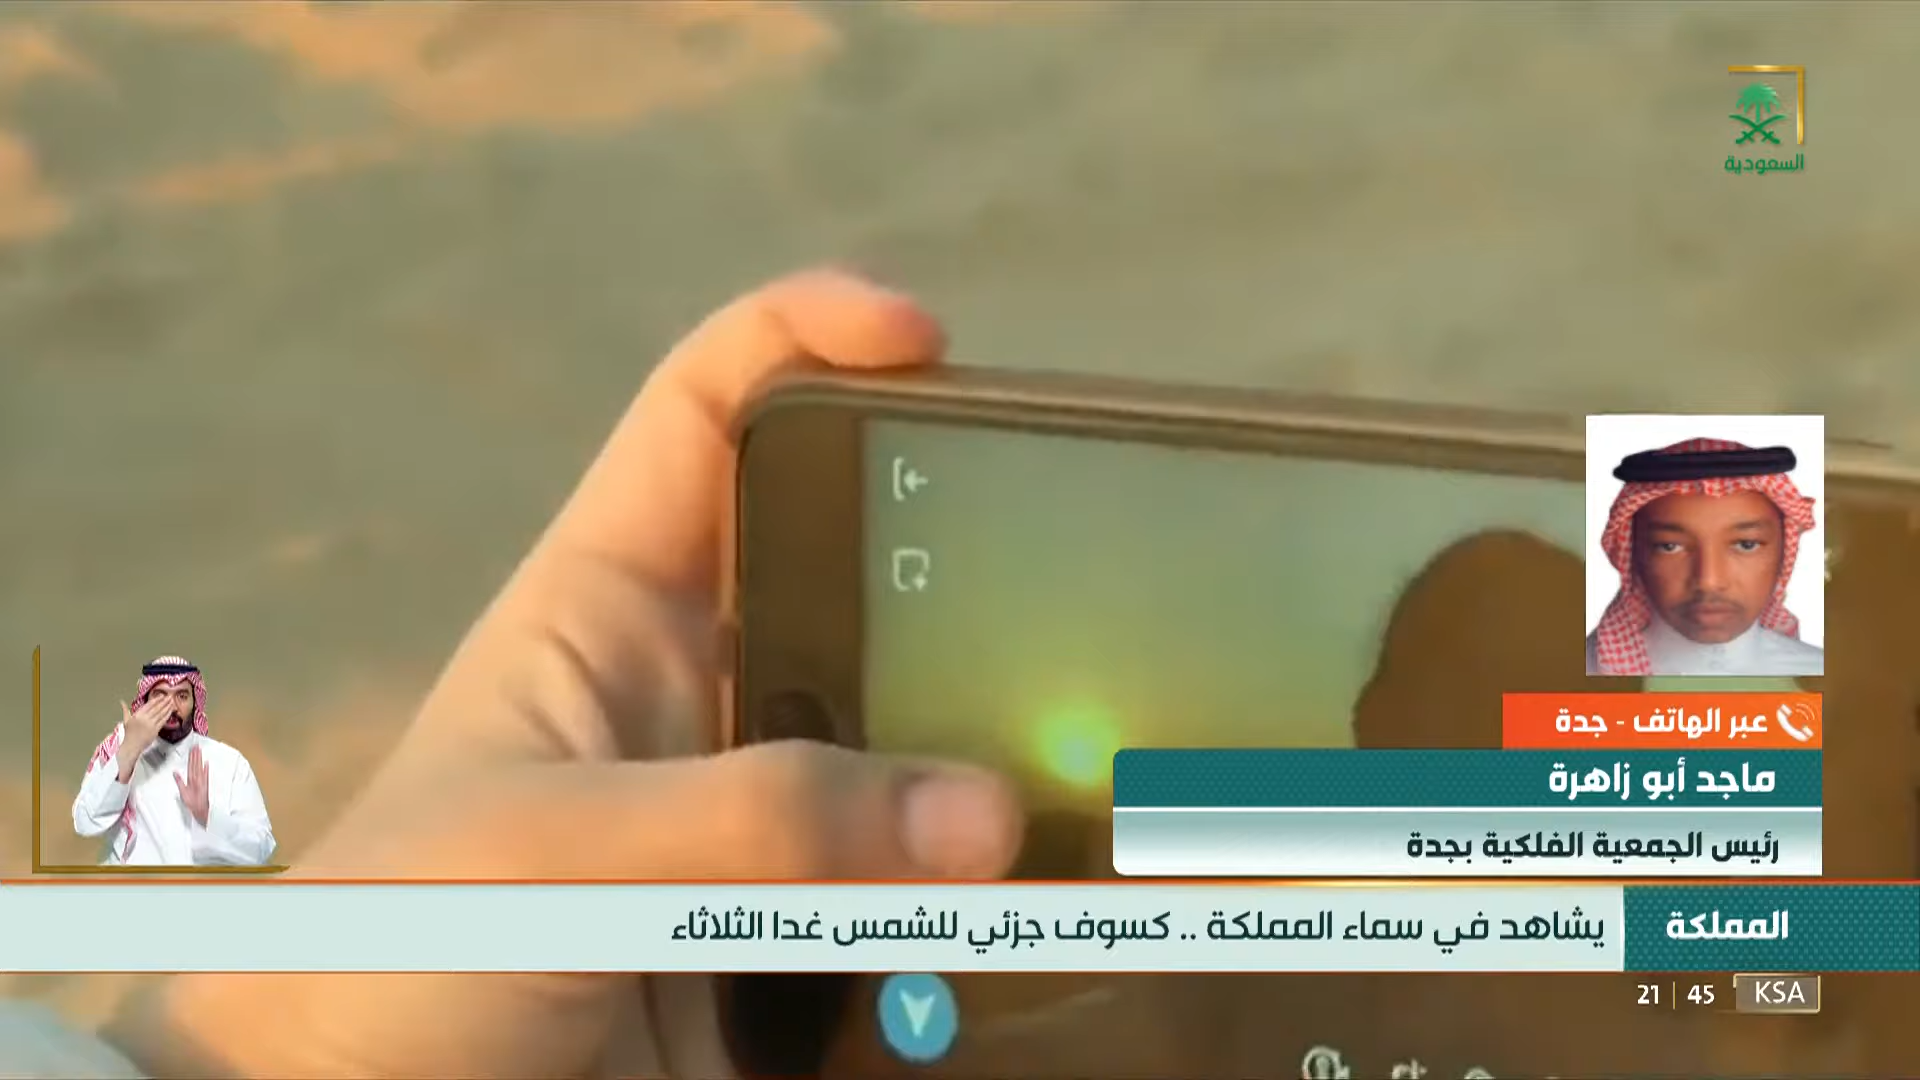 السعودية
عبر الهاتف - جدة
ماجد أبو زاهرة
رئيس الجمعية الفلكية بجدة
المملكة
يشاهد في سماء المملكة .. كسوف جزئي للشمس غدا الثلاثاء
21 | 45 KSA